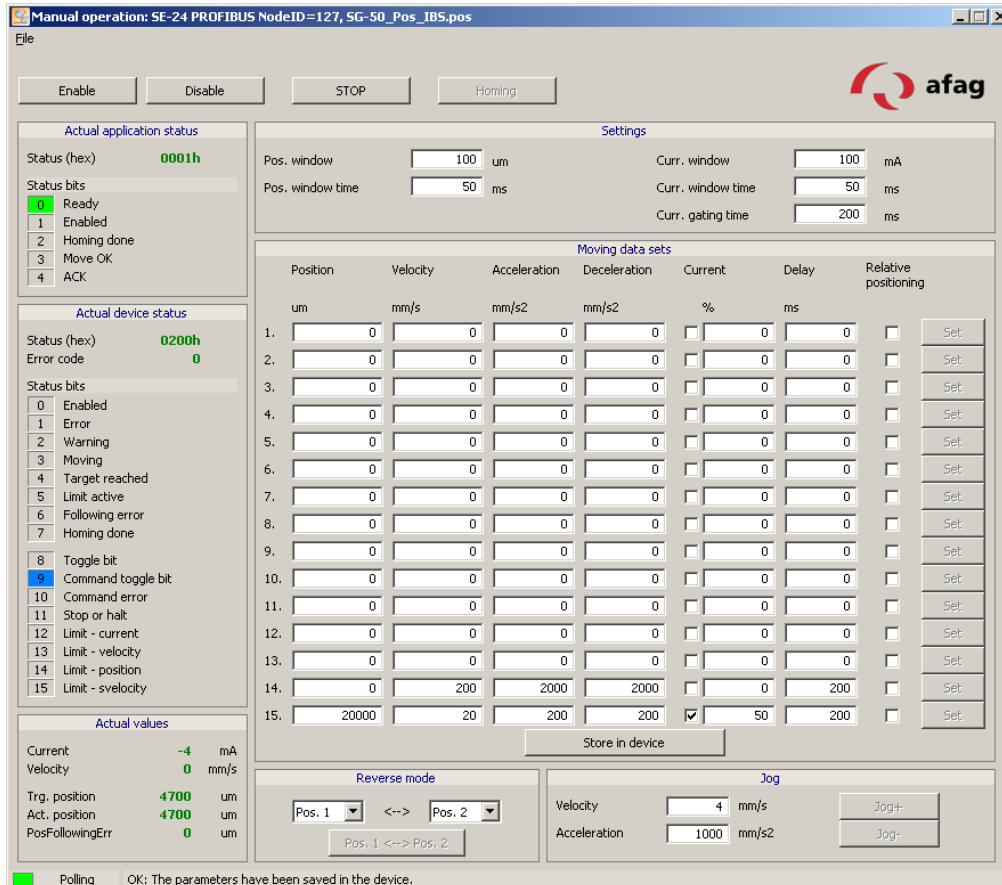 Manual operation: SE-24 PROFIBUS NodeID=127, SG-50_Pos_IBS.pos
File
Enable Disable STOP Homing
afag
Actual application status
Status (hex) 0001h
Status bits
0 Ready
1 Enabled
2 Homing done
3 Move OK
4 ACK
Actual device status
Status (hex) 0200h
Error code 0
Status bits
0 Enabled
1 Error
2 Warning
3 Moving
4 Target reached
5 Limit active
6 Following error
7 Homing done
8 Toggle bit
9 Command toggle bit
10 Command error
11 Stop or halt
12 Limit - current
13 Limit - velocity
14 Limit - position
15 Limit - svelocity
Actual values
Current -4 mA
Velocity 0 mm/s
Trg. position 4700 um
Act. position 4700 um
PosFollowingErr 0 um
Settings
Pos. window 100 um Curr. window 100 mA
Pos. window time 50 ms Curr. window time 50 ms
Curr. gating time 200 ms
Moving data sets
Position Velocity Acceleration Deceleration Current Delay Relative
positioning
um mm/s mm/s2 mm/s2 % ms
1. 0 0 0 0 0 0 Set
2. 0 0 0 0 0 0 Set
3. 0 0 0 0 0 0 Set
4. 0 0 0 0 0 0 Set
5. 0 0 0 0 0 0 Set
6. 0 0 0 0 0 0 Set
7. 0 0 0 0 0 0 Set
8. 0 0 0 0 0 0 Set
9. 0 0 0 0 0 0 Set
10. 0 0 0 0 0 0 Set
11. 0 0 0 0 0 0 Set
12. 0 0 0 0 0 0 Set
13. 0 0 0 0 0 0 Set
14. 0 200 2000 2000 0 200 Set
15. 20000 20 200 200 50 200 Set
Store in device
Reverse mode
Pos. 1 <--> Pos. 2
Pos. 1 <--> Pos. 2
Jog
Velocity 4 mm/s Jog+
Acceleration 1000 mm/s2 Jog-
Polling OK: The parameters have been saved in the device.